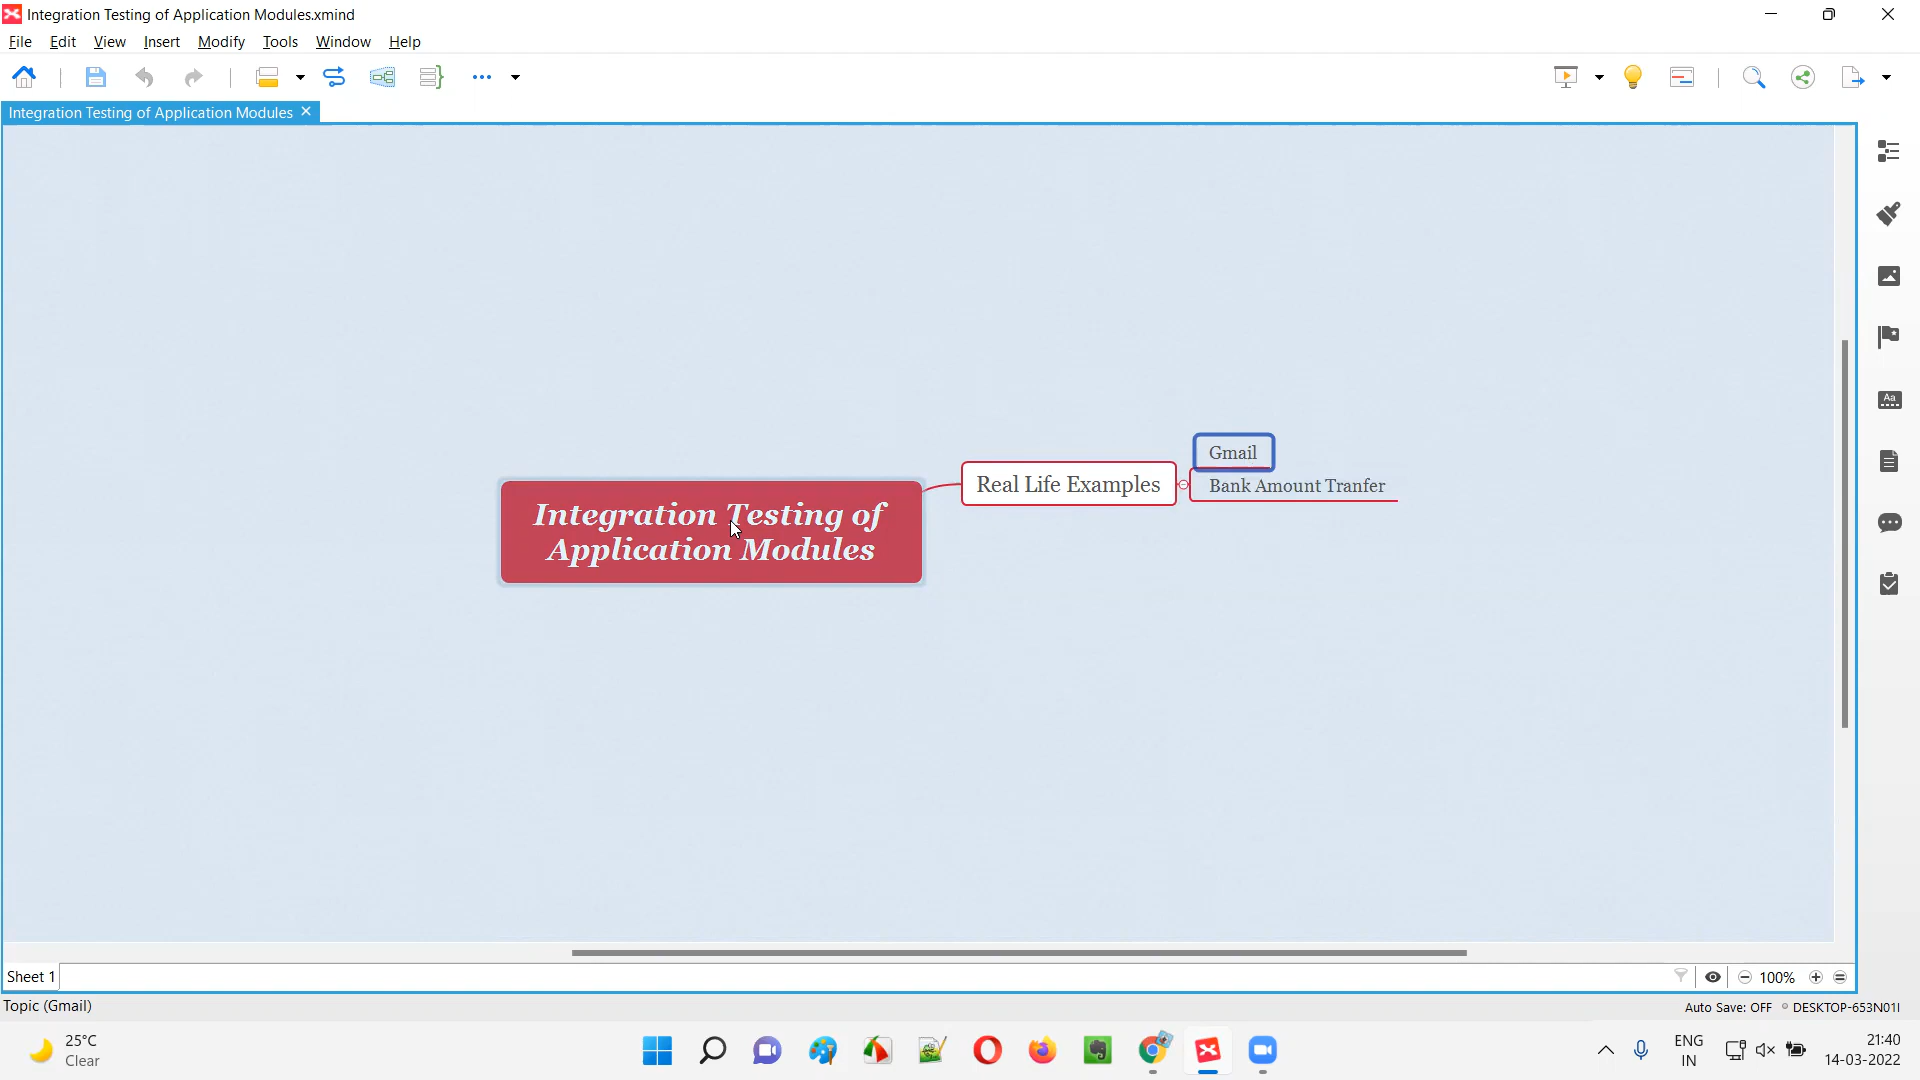 Integration Testing of Application Modules.xmind
File Edit View Insert Modify Tools Window Help
Integration Testing of Application Modules
Gmail
Real Life Examples
Bank Amount Tranfer
Integration Testing of
Application Modules
Aa
Sheet 1
100%
Topic (Gmail)
Auto Save: OFF
DESKTOP-653N01I
25°C
Clear
ENG
IN
21:40
14-03-2022